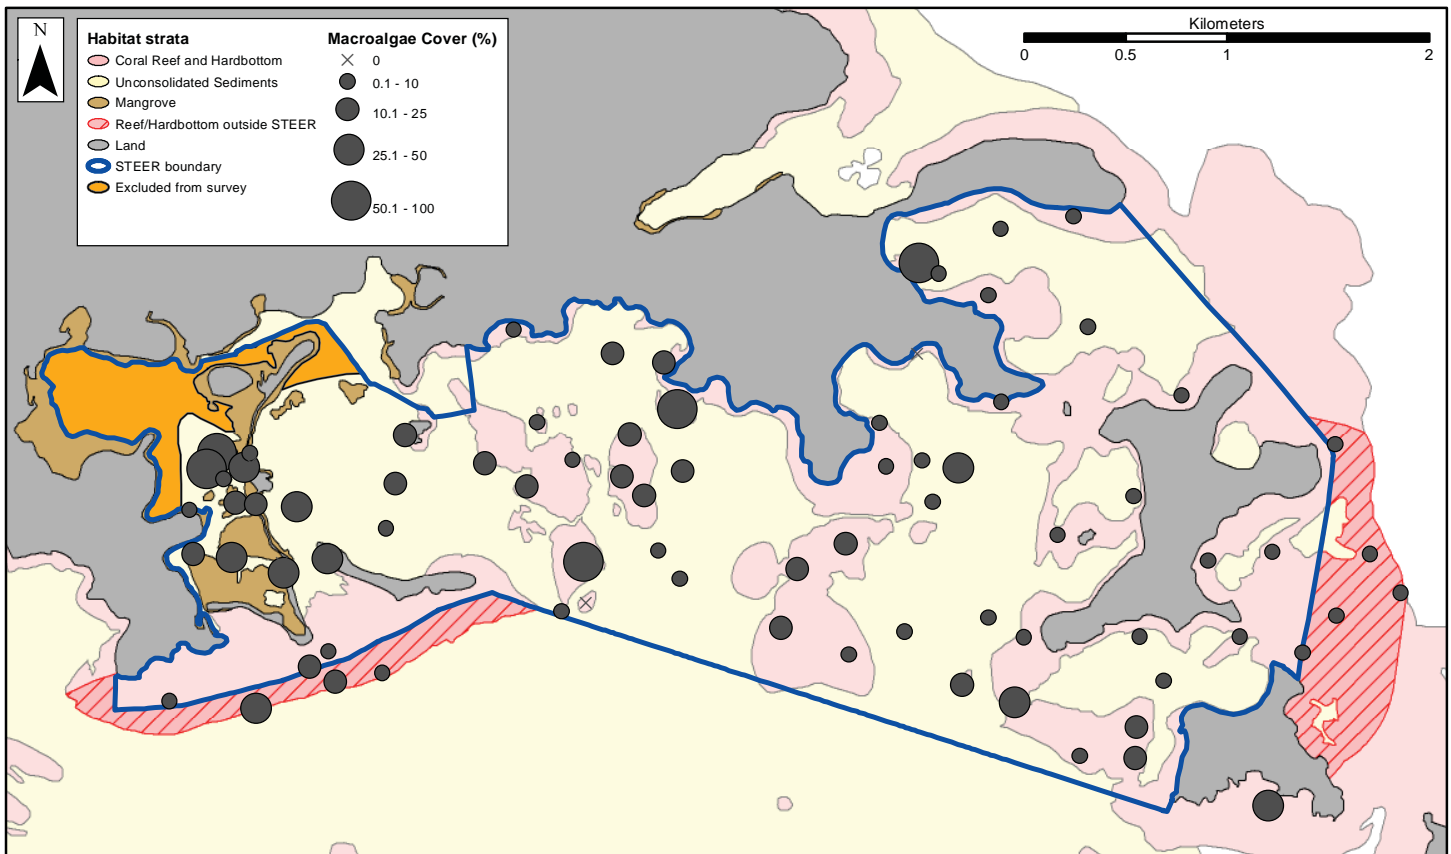 N
Habitat strata
Coral Reef and Hardbottom
Unconsolidated Sediments
Mangrove
Reef/Hardbottom outside STEER
Land
STEER boundary
Excluded from survey
Macroalgae Cover (%)
0
0.1 - 10
10.1 - 25
25.1 - 50
50.1 - 100
Kilometers
0 0.5 1 2